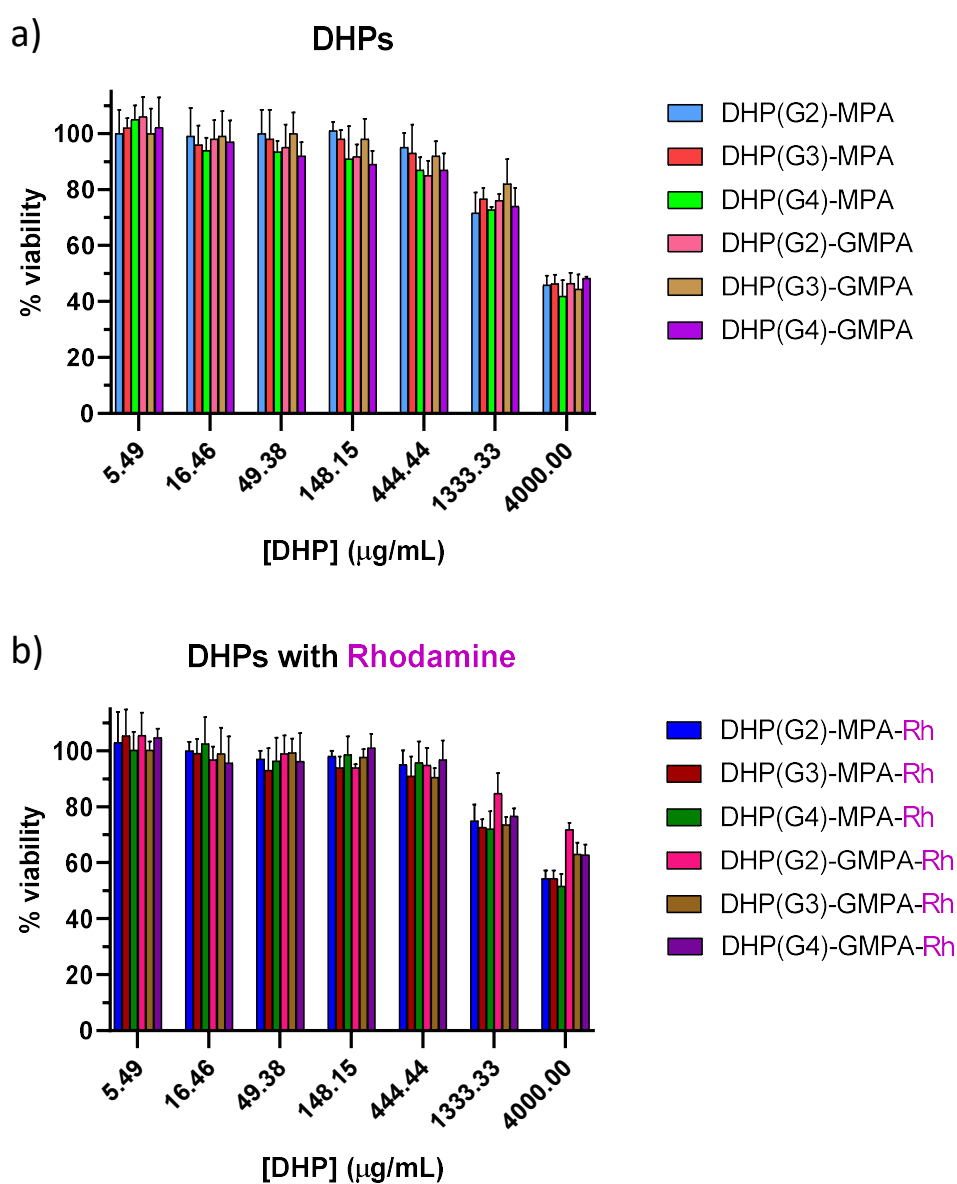 a)
DHPs
% viability
100
80
60
40
20
0
5.49
16.46
49.38
148.15
444.44
1333.33
4000.00
[DHP] (μg/mL)
DHP(G2)-MPA
DHP(G3)-MPA
DHP(G4)-MPA
DHP(G2)-GMPA
DHP(G3)-GMPA
DHP(G4)-GMPA
b)
DHPs with Rhodamine
% viability
100
80
60
40
20
0
5.49
16.46
49.38
148.15
444.44
1333.33
4000.00
[DHP] (μg/mL)
DHP(G2)-MPA-Rh
DHP(G3)-MPA-Rh
DHP(G4)-MPA-Rh
DHP(G2)-GMPA-Rh
DHP(G3)-GMPA-Rh
DHP(G4)-GMPA-Rh